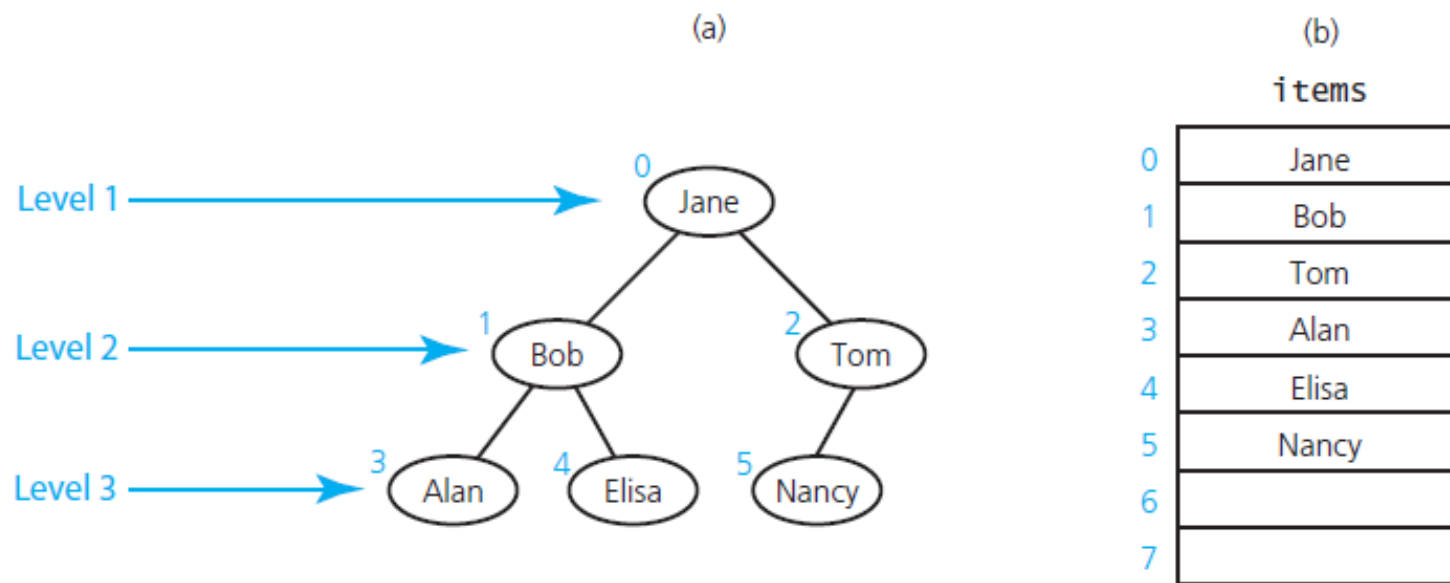 (a)
(b)
items
Level 1
0
Jane
Level 2
1
Bob
2
Tom
Level 3
3
Alan
4
Elisa
5
Nancy
0 Jane
1 Bob
2 Tom
3 Alan
4 Elisa
5 Nancy
6
7